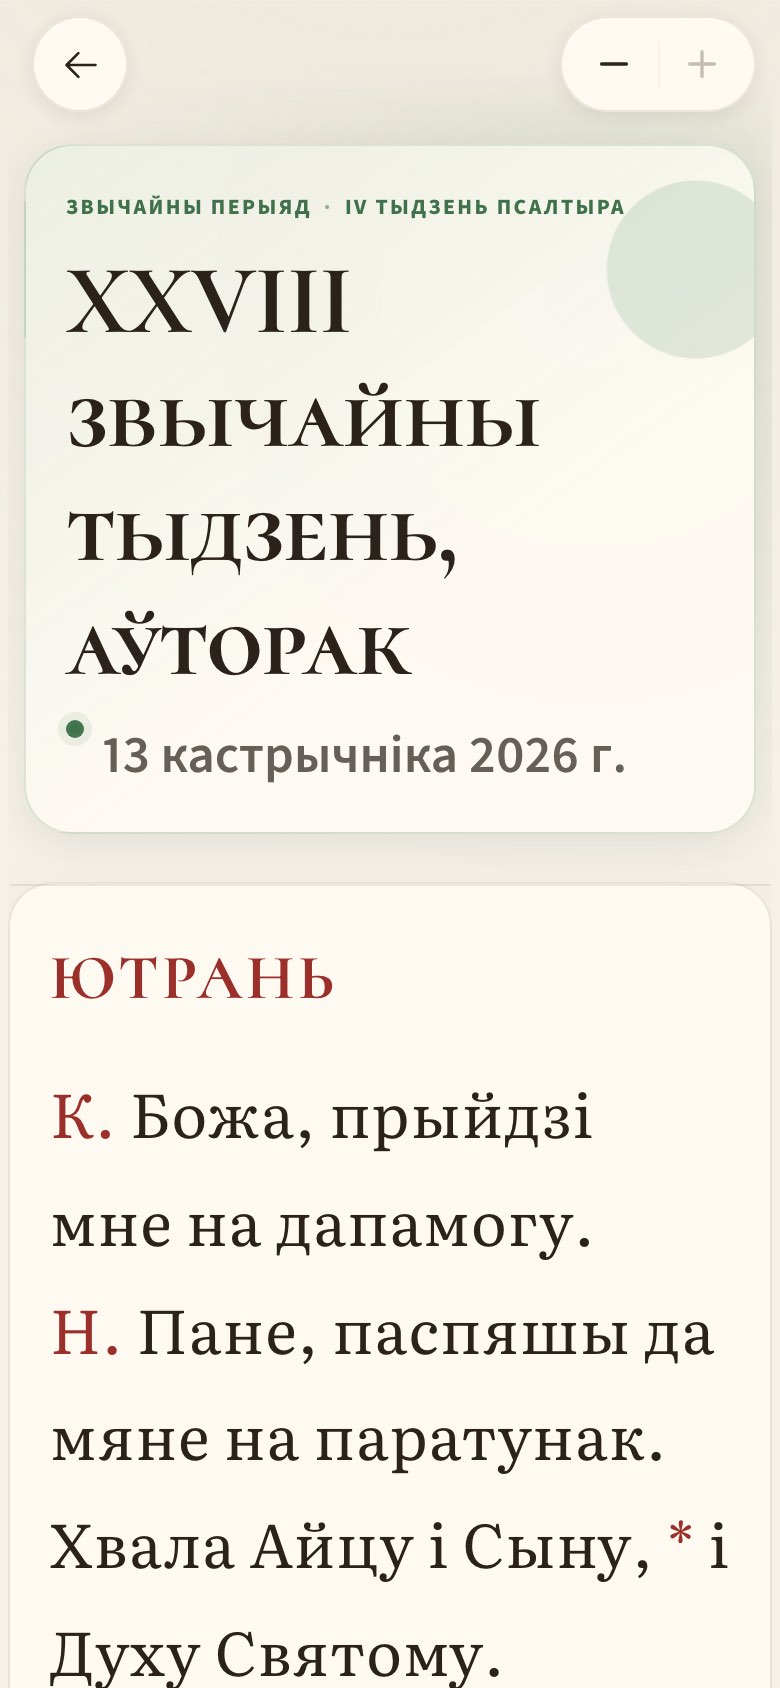 ЗВЫЧАЙНЫ ПЕРЫЯД · IV ТЫДЗЕНЬ ПСАЛТЫРА
XXVIII
ЗВЫЧАЙНЫ
ТЫДЗЕНЬ,
АЎТОРАК
13 кастрычніка 2026 г.
ЮТРАНЬ
К. Божа, прыйдзі
мне на дапамогу.
Н. Пане, паспяшы да
мяне на паратунак.
Хвала Айцу і Сыну, * і
Духу Святому.